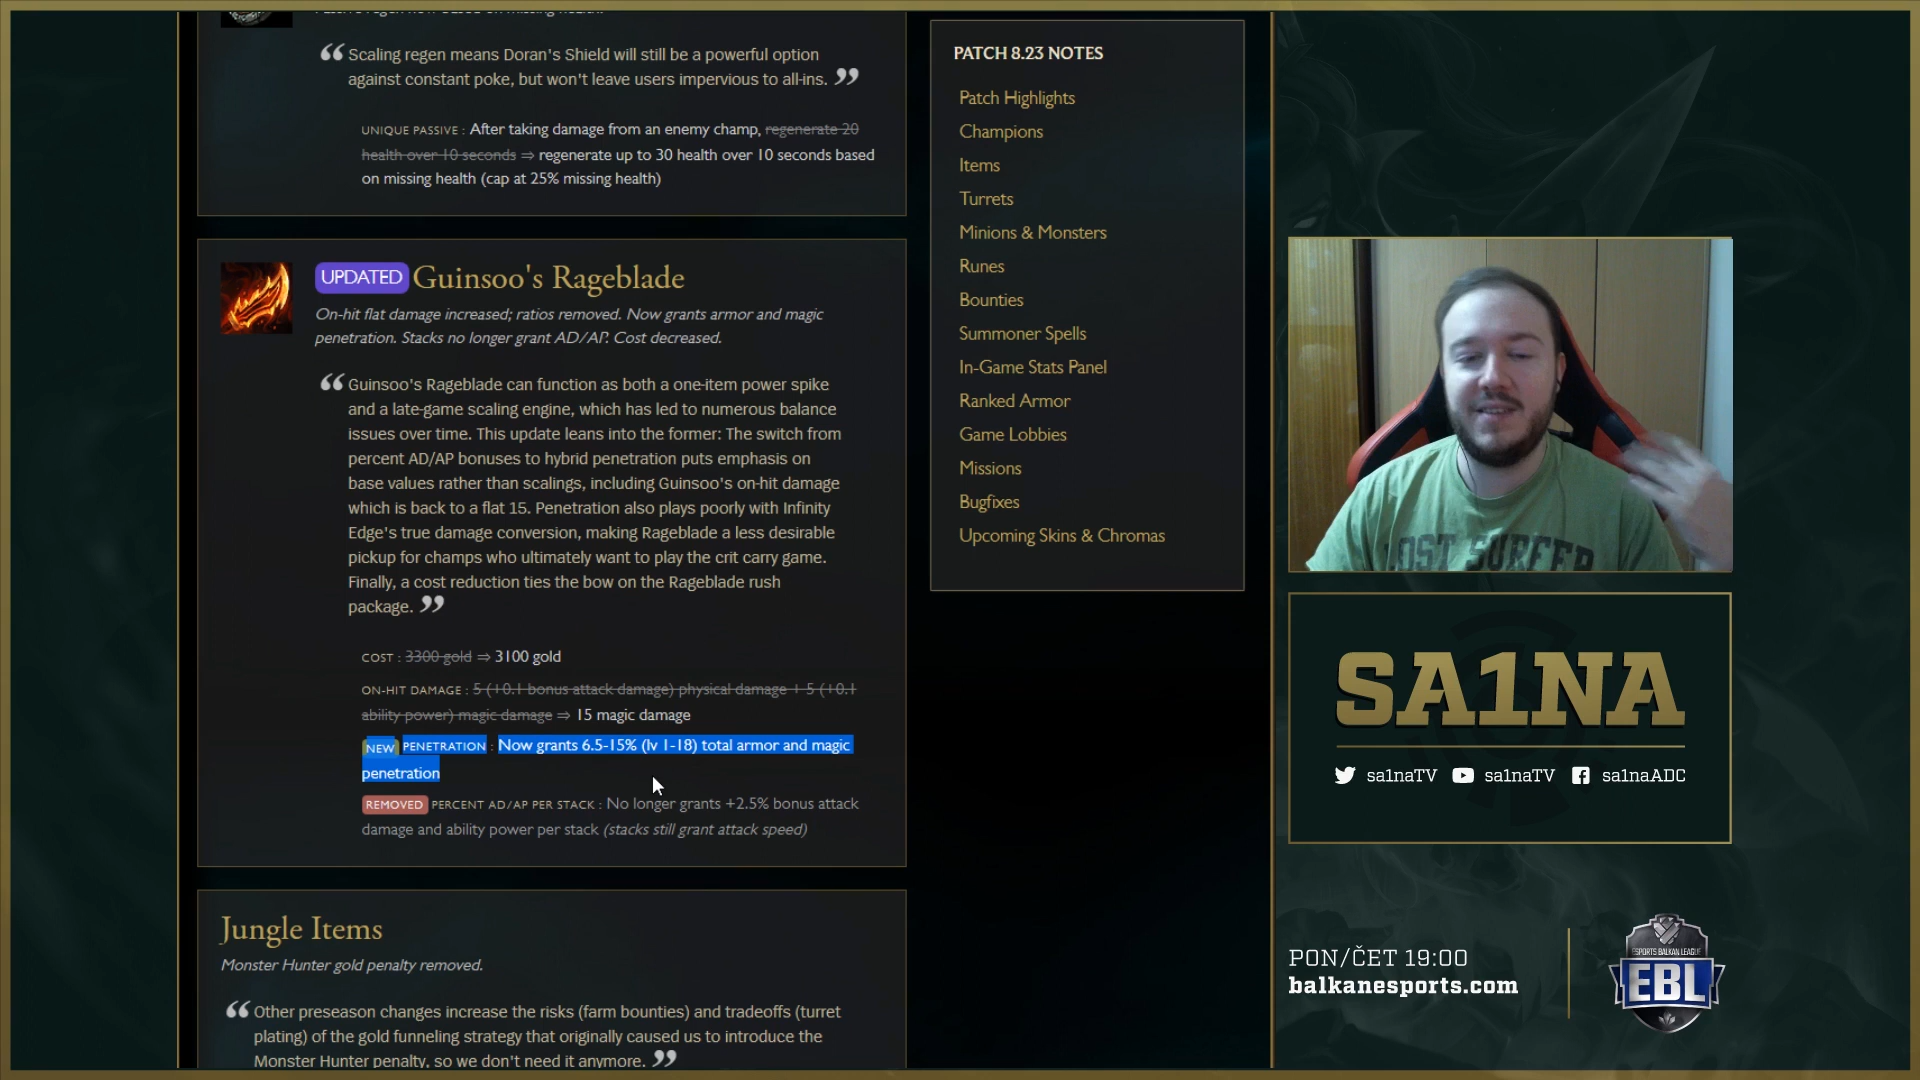 Scaling regen means Doran's Shield will still be a powerful option
against constant poke, but won't leave users impervious to all-ins.
UNIQUE PASSIVE : After taking damage from an enemy champ, regenerate 20
health over 10 seconds ⇒ regenerate up to 30 health over 10 seconds based
on missing health (cap at 25% missing health)
UPDATED Guinsoo's Rageblade
On-hit flat damage increased; ratios removed. Now grants armor and magic
penetration. Stacks no longer grant AD/AP. Cost decreased.
Guinsoo's Rageblade can function as both a one-item power spike
and a late-game scaling engine, which has led to numerous balance
issues over time. This update leans into the former: The switch from
percent AD/AP bonuses to hybrid penetration puts emphasis on
base values rather than scalings, including Guinsoo's on-hit damage
which is back to a flat 15. Penetration also plays poorly with Infinity
Edge's true damage conversion, making Rageblade a less desirable
pickup for champs who ultimately want to play the crit carry game.
Finally, a cost reduction ties the bow on the Rageblade rush
package.
COST : 3300 gold ⇒ 3100 gold
ON-HIT DAMAGE : 5 (+0.1 bonus attack damage) physical damage + 5 (+0.1
ability power) magic damage ⇒ 15 magic damage
NEW PENETRATION : Now grants 6.5-15% (lv 1-18) total armor and magic
penetration
REMOVED PERCENT AD/AP PER STACK : No longer grants +2.5% bonus attack
damage and ability power per stack (stacks still grant attack speed)
Jungle Items
Monster Hunter gold penalty removed.
Other preseason changes increase the risks (farm bounties) and tradeoffs (turret
plating) of the gold funneling strategy that originally caused us to introduce the
Monster Hunter penalty, so we don't need it anymore.
PATCH 8.23 NOTES
Patch Highlights
Champions
Items
Turrets
Minions & Monsters
Runes
Bounties
Summoner Spells
In-Game Stats Panel
Ranked Armor
Game Lobbies
Missions
Bugfixes
Upcoming Skins & Chromas
LOST SURFER
SA1NA
sa1naTV sa1naTV sa1naADC
PON/ČET 19:00
balkanesports.com
ESPORTS BALKAN LEAGUE
EBL